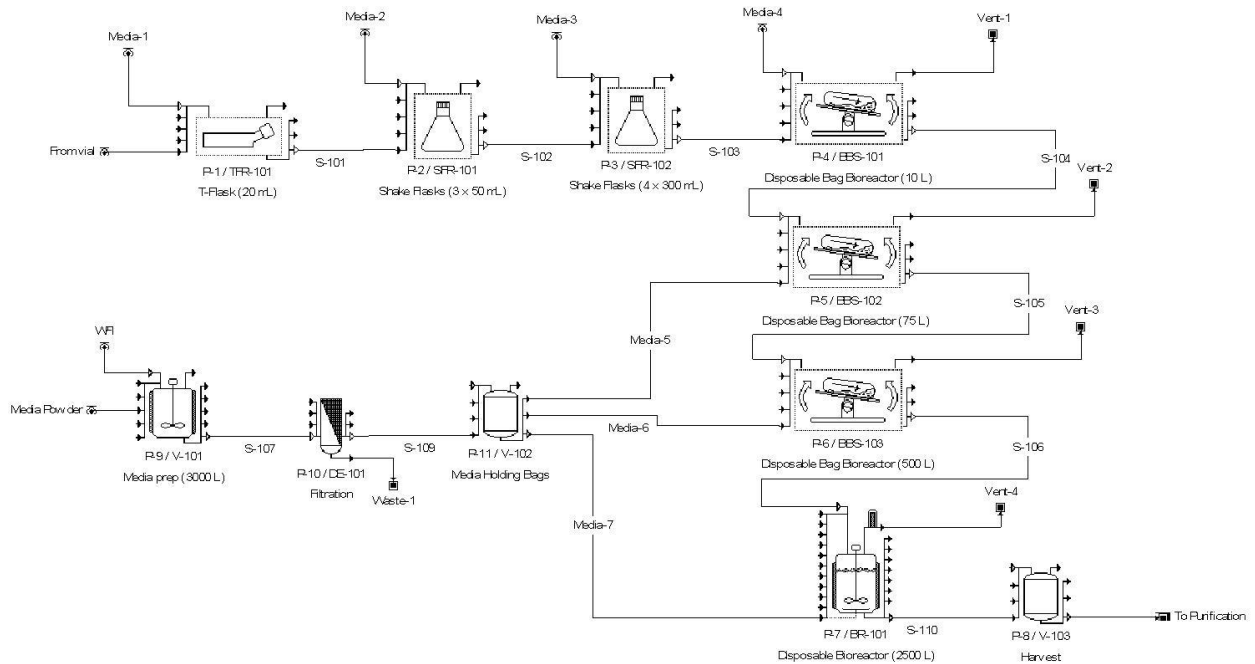 Media-1
Media-2
Media-3
Media-4
Vent-1
From vial
S-101
S-102
S-103
S-104
P-1 / TFR-101
T-Flask (20 mL)
P-2 / SFR-101
Shake Flasks (3 x 50 mL)
P-3 / SFR-102
Shake Flasks (4 x 300 mL)
P-4 / BBS-101
Disposable Bag Bioreactor (10 L)
Vent-2
P-5 / BBS-102
Disposable Bag Bioreactor (75 L)
S-105
Vent-3
WFI
Media-5
Media Powder
P-9 / V-101
Media prep (3000 L)
S-107
P-10 / DE-101
Filtration
Waste-1
S-109
P-11 / V-102
Media Holding Bags
Media-6
P-6 / BBS-103
Disposable Bag Bioreactor (500 L)
S-106
Vent-4
Media-7
P-7 / BR-101
Disposable Bioreactor (2500 L)
S-110
P-8 / V-103
Harvest
To Purification